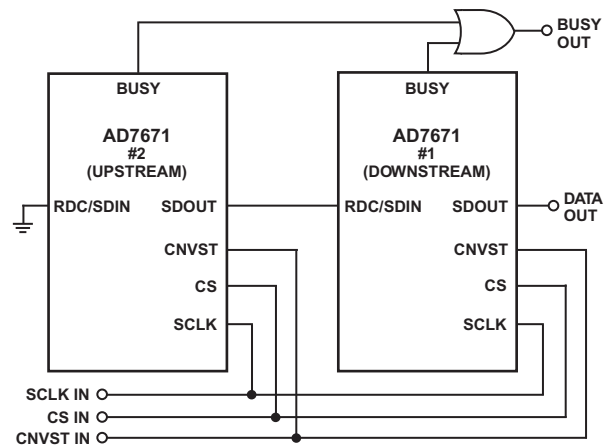 BUSY
OUT
BUSY
BUSY
AD7671
#2
(UPSTREAM)
AD7671
#1
(DOWNSTREAM)
RDC/SDIN
SDOUT
RDC/SDIN
SDOUT
DATA
OUT
CNVST
CNVST
CS
CS
SCLK
SCLK
SCLK IN
CS IN
CNVST IN